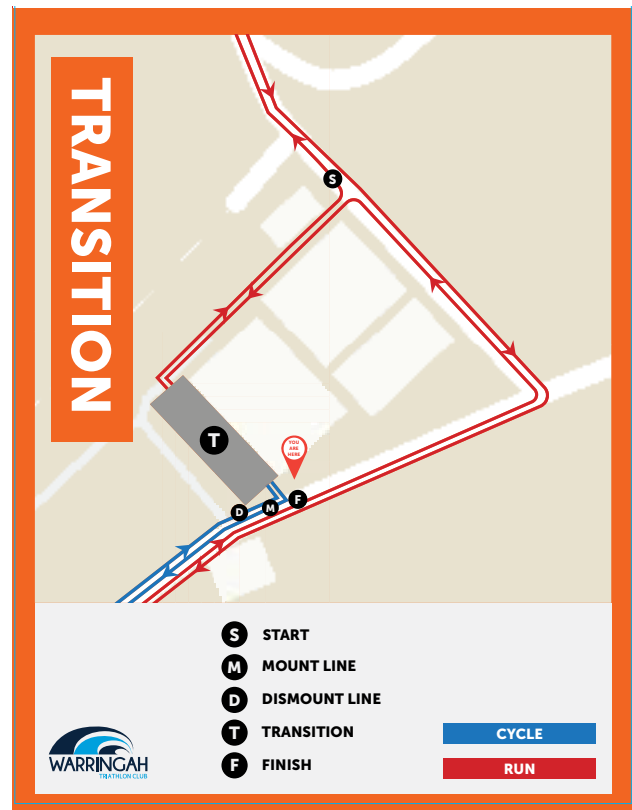 TRANSITION
S
T
YOU
ARE
HERE
F
M
D
S START
M MOUNT LINE
D DISMOUNT LINE
T TRANSITION
F FINISH
CYCLE
RUN
WARRINGAH
TRIATHLON CLUB